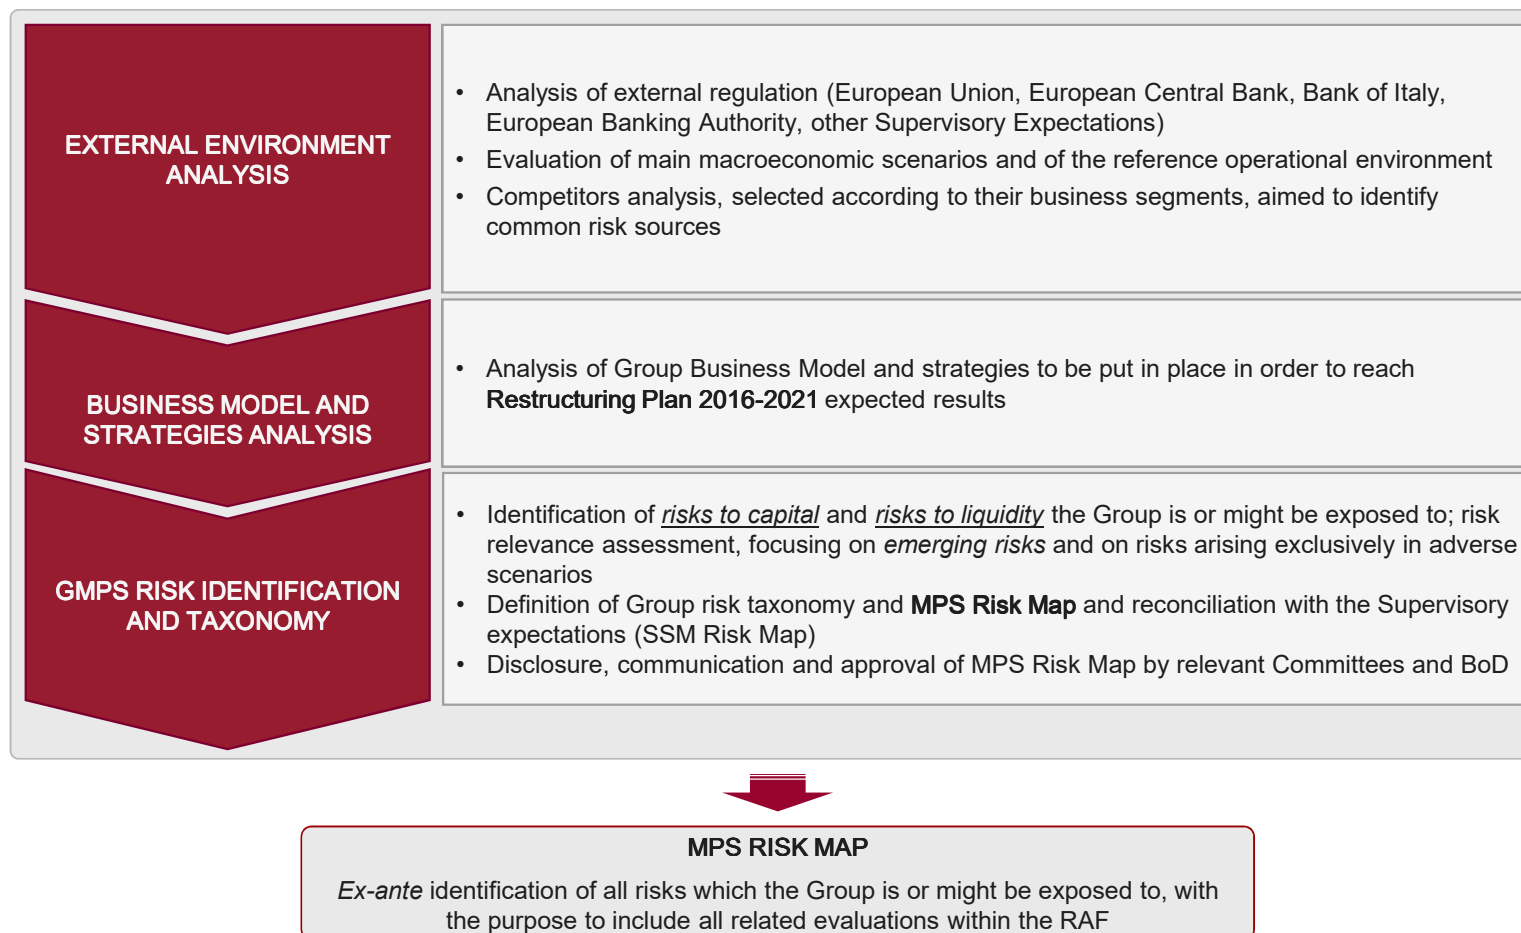 EXTERNAL ENVIRONMENT
ANALYSIS
• Analysis of external regulation (European Union, European Central Bank, Bank of Italy,
European Banking Authority, other Supervisory Expectations)
• Evaluation of main macroeconomic scenarios and of the reference operational environment
• Competitors analysis, selected according to their business segments, aimed to identify
common risk sources
BUSINESS MODEL AND
STRATEGIES ANALYSIS
• Analysis of Group Business Model and strategies to be put in place in order to reach
Restructuring Plan 2016-2021 expected results
GMPS RISK IDENTIFICATION
AND TAXONOMY
• Identification of risks to capital and risks to liquidity the Group is or might be exposed to; risk
relevance assessment, focusing on emerging risks and on risks arising exclusively in adverse
scenarios
• Definition of Group risk taxonomy and MPS Risk Map and reconciliation with the Supervisory
expectations (SSM Risk Map)
• Disclosure, communication and approval of MPS Risk Map by relevant Committees and BoD
MPS RISK MAP
Ex-ante identification of all risks which the Group is or might be exposed to, with
the purpose to include all related evaluations within the RAF